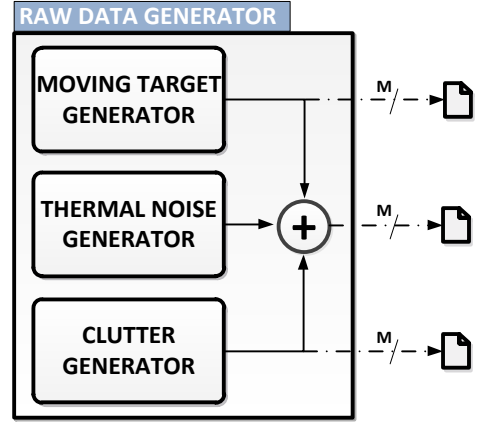 RAW DATA GENERATOR
MOVING TARGET
GENERATOR
M
THERMAL NOISE
GENERATOR
+
M
CLUTTER
GENERATOR
M